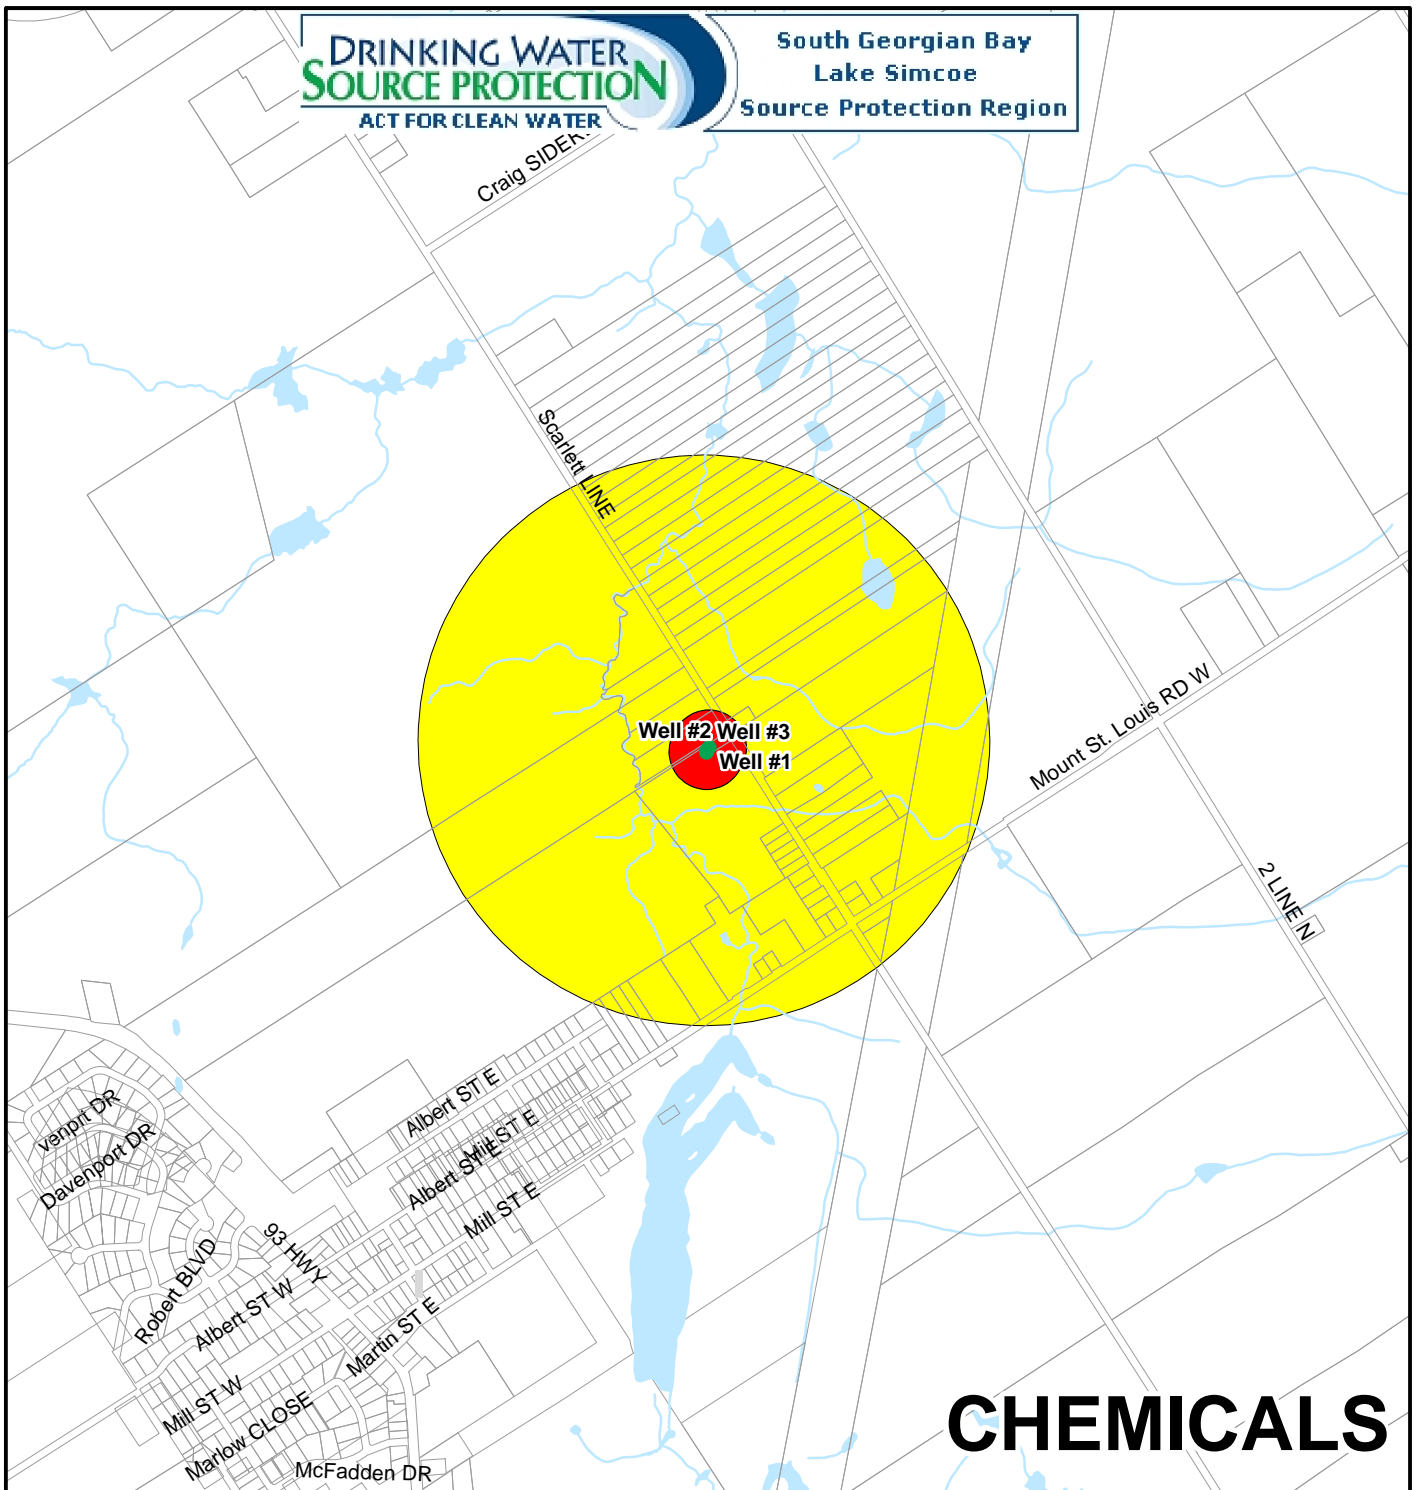 DRINKING WATER
SOURCE PROTECTION
ACT FOR CLEAN WATER
South Georgian Bay
Lake Simcoe
Source Protection Region
Craig
Scarlett LINE
Well #2
Well #3
Well #1
Mount St. Louis RD W
2 LINE N
venprt DR
Davenport DR
Albert ST E
Mill ST E
Albert ST E
Mill ST E
93 HWY
Robert BLVD
Albert ST W
Martin ST E
Mill ST W
Marlow CLOSE
McFadden DR
CHEMICALS